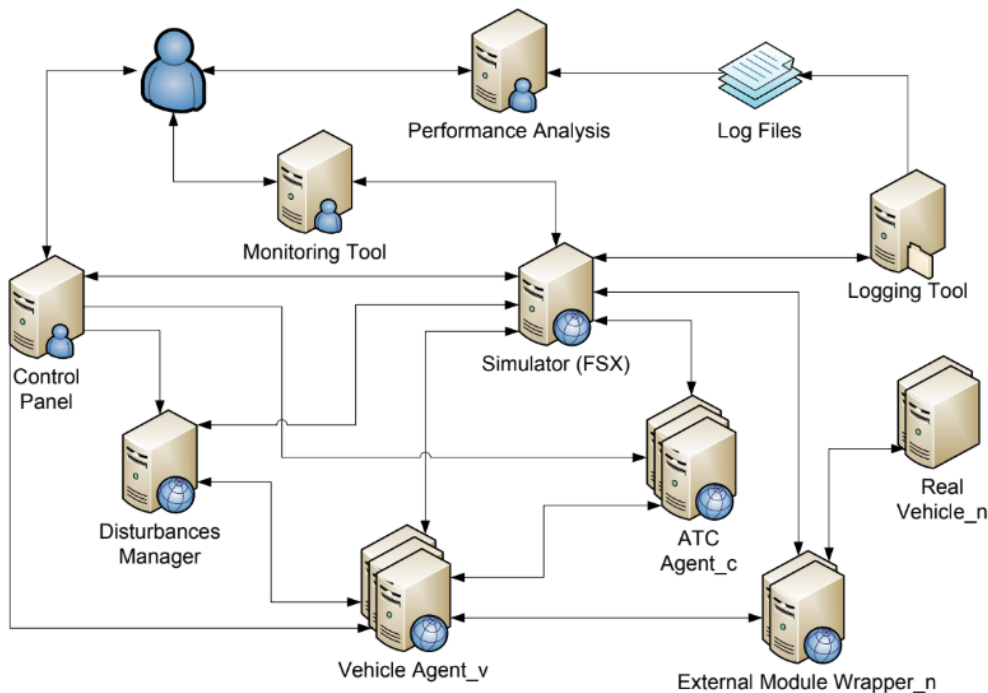 Performance Analysis
Log Files
Monitoring Tool
Logging Tool
Simulator (FSX)
Control
Panel
Real
Vehicle_n
Disturbances
Manager
ATC
Agent_c
Vehicle Agent_v
External Module Wrapper_n